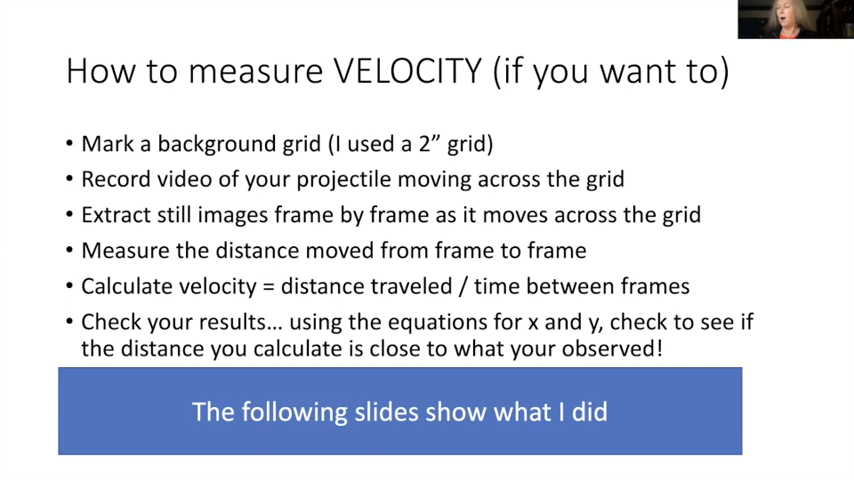 How to measure VELOCITY (if you want to)
• Mark a background grid (I used a 2” grid)
• Record video of your projectile moving across the grid
• Extract still images frame by frame as it moves across the grid
• Measure the distance moved from frame to frame
• Calculate velocity = distance traveled / time between frames
• Check your results… using the equations for x and y, check to see if
the distance you calculate is close to what your observed!
The following slides show what I did